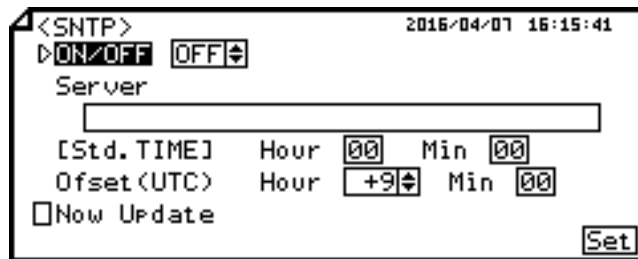 <SNTP> 2016/04/07 16:15:41
ON/OFF OFF
Server
[Std.TIME] Hour 00 Min 00
Ofset(UTC) Hour +9 Min 00
Now Update
Set